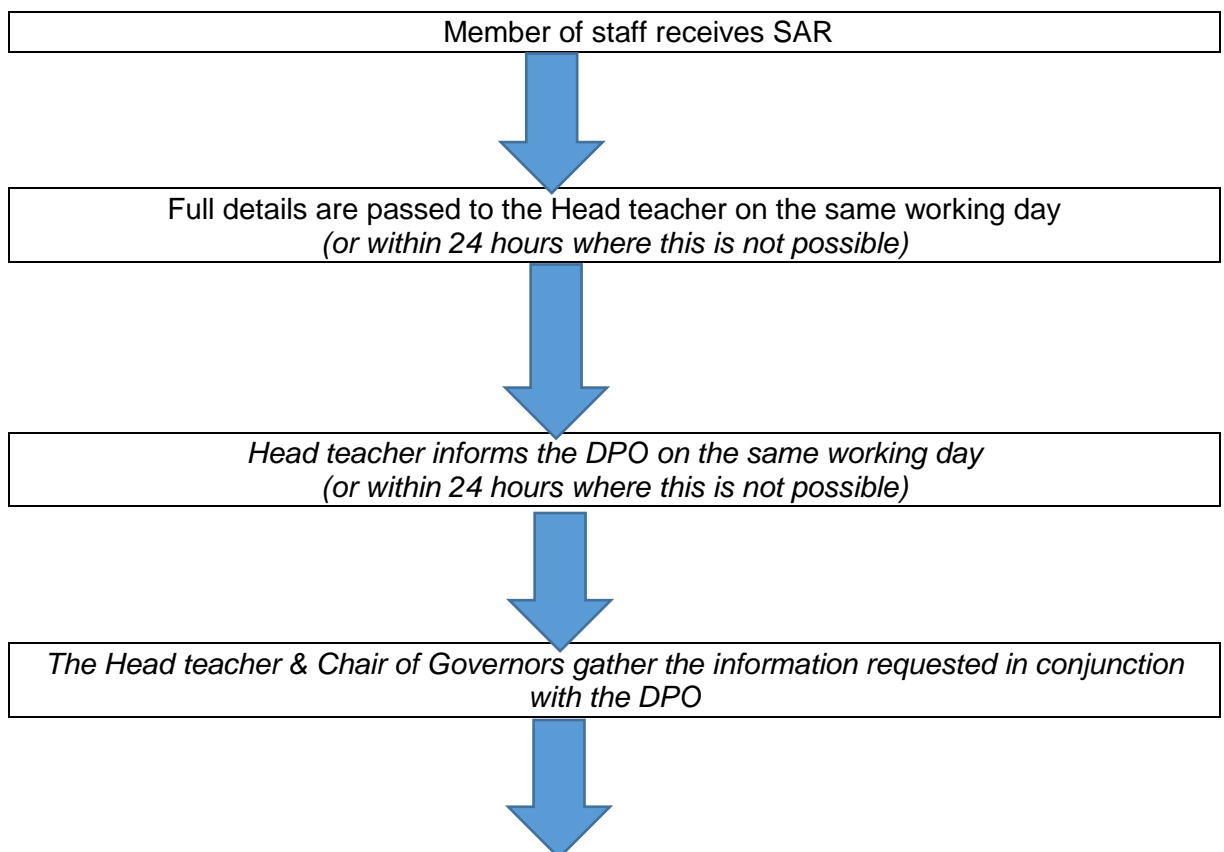 Member of staff receives SAR
Full details are passed to the Head teacher on the same working day
(or within 24 hours where this is not possible)
Head teacher informs the DPO on the same working day
(or within 24 hours where this is not possible)
The Head teacher & Chair of Governors gather the information requested in conjunction
with the DPO